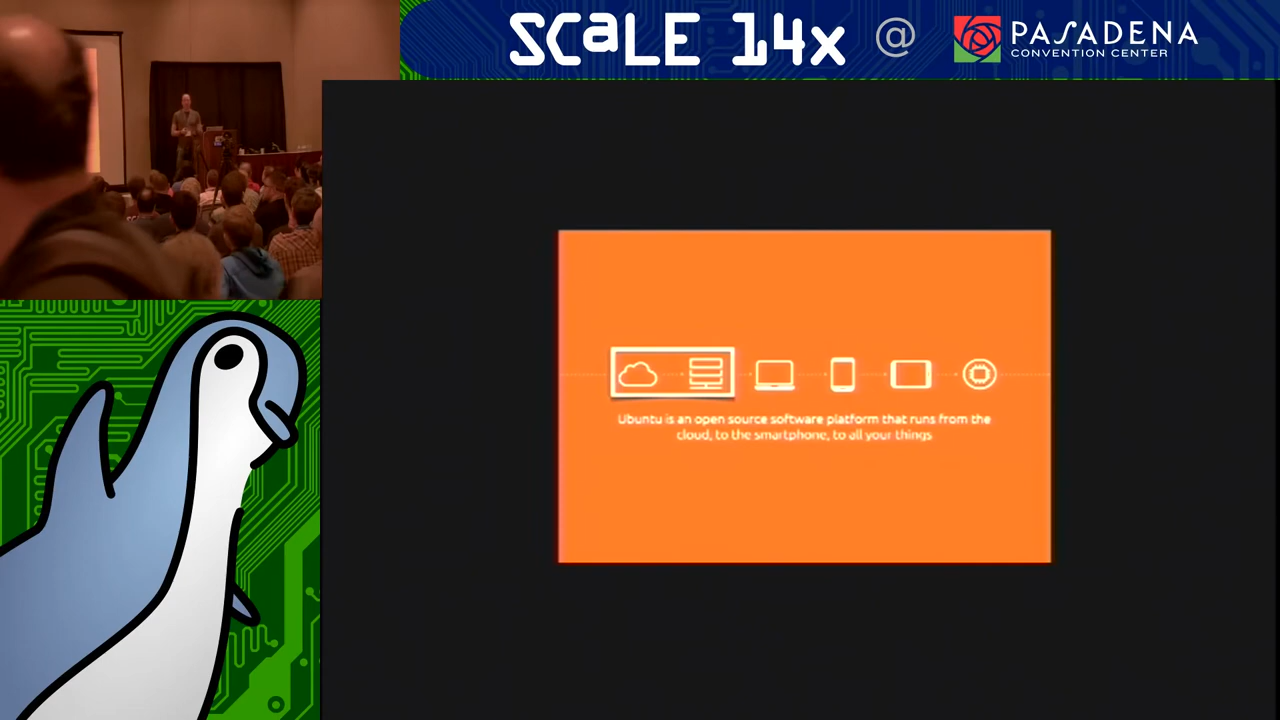 SCaLE 14x @ PASADENA
CONVENTION CENTER
Ubuntu is an open source software platform that runs from the
cloud, to the smartphone, to all your things